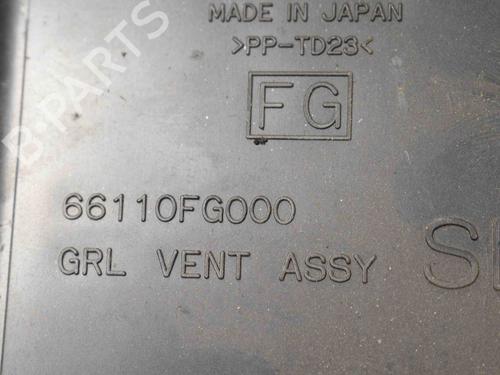 MADE IN JAPAN
>PP-TD23<
FG
66110FG000
GRL VENT ASSY
B-PARTS